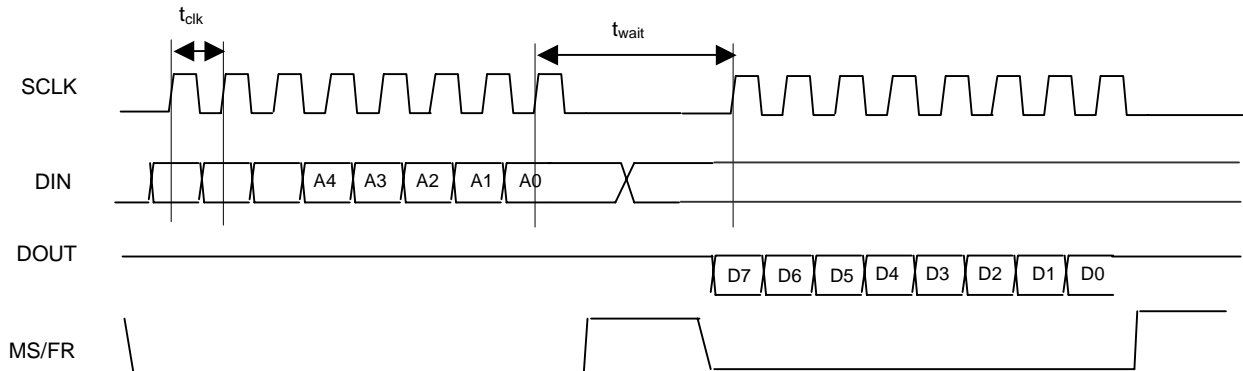 tclk
twait
SCLK
DIN
A4 A3 A2 A1 A0
DOUT
D7 D6 D5 D4 D3 D2 D1 D0
MS/FR